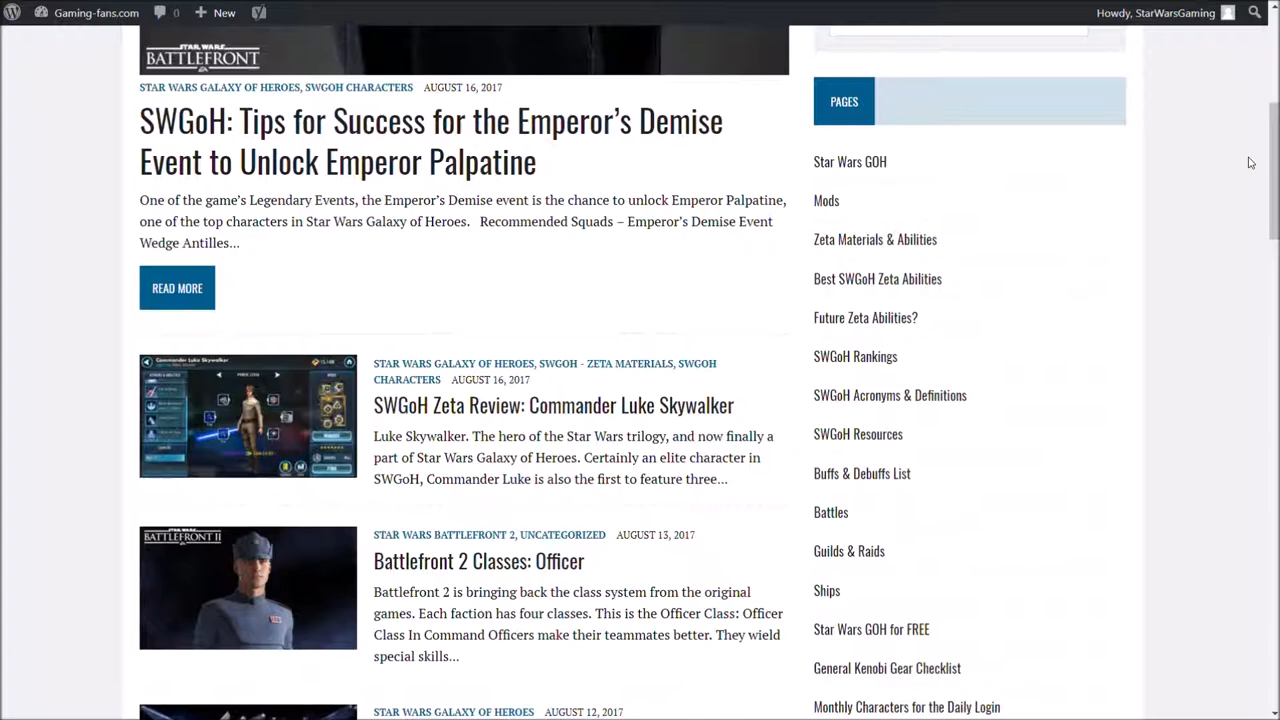 Gaming-fans.com 0 New Howdy, StarWarsGaming
STAR WARS
BATTLEFRONT
STAR WARS GALAXY OF HEROES, SWGOH CHARACTERS AUGUST 16, 2017
SWGoH: Tips for Success for the Emperor's Demise
Event to Unlock Emperor Palpatine
One of the game's Legendary Events, the Emperor's Demise event is the chance to unlock Emperor Palpatine,
one of the top characters in Star Wars Galaxy of Heroes. Recommended Squads – Emperor's Demise Event
Wedge Antilles...
READ MORE
Commander Luke Skywalker
STAR WARS GALAXY OF HEROES, SWGOH - ZETA MATERIALS, SWGOH
CHARACTERS AUGUST 16, 2017
SWGoH Zeta Review: Commander Luke Skywalker
Luke Skywalker. The hero of the Star Wars trilogy, and now finally a
part of Star Wars Galaxy of Heroes. Certainly an elite character in
SWGoH, Commander Luke is also the first to feature three...
STAR WARS
BATTLEFRONT II
STAR WARS BATTLEFRONT 2, UNCATEGORIZED AUGUST 13, 2017
Battlefront 2 Classes: Officer
Battlefront 2 is bringing back the class system from the original
games. Each faction has four classes. This is the Officer Class: Officer
Class In Command Officers make their teammates better. They wield
special skills...
STAR WARS GALAXY OF HEROES AUGUST 12, 2017
PAGES
Star Wars GOH
Mods
Zeta Materials & Abilities
Best SWGoH Zeta Abilities
Future Zeta Abilities?
SWGoH Rankings
SWGoH Acronyms & Definitions
SWGoH Resources
Buffs & Debuffs List
Battles
Guilds & Raids
Ships
Star Wars GOH for FREE
General Kenobi Gear Checklist
Monthly Characters for the Daily Login